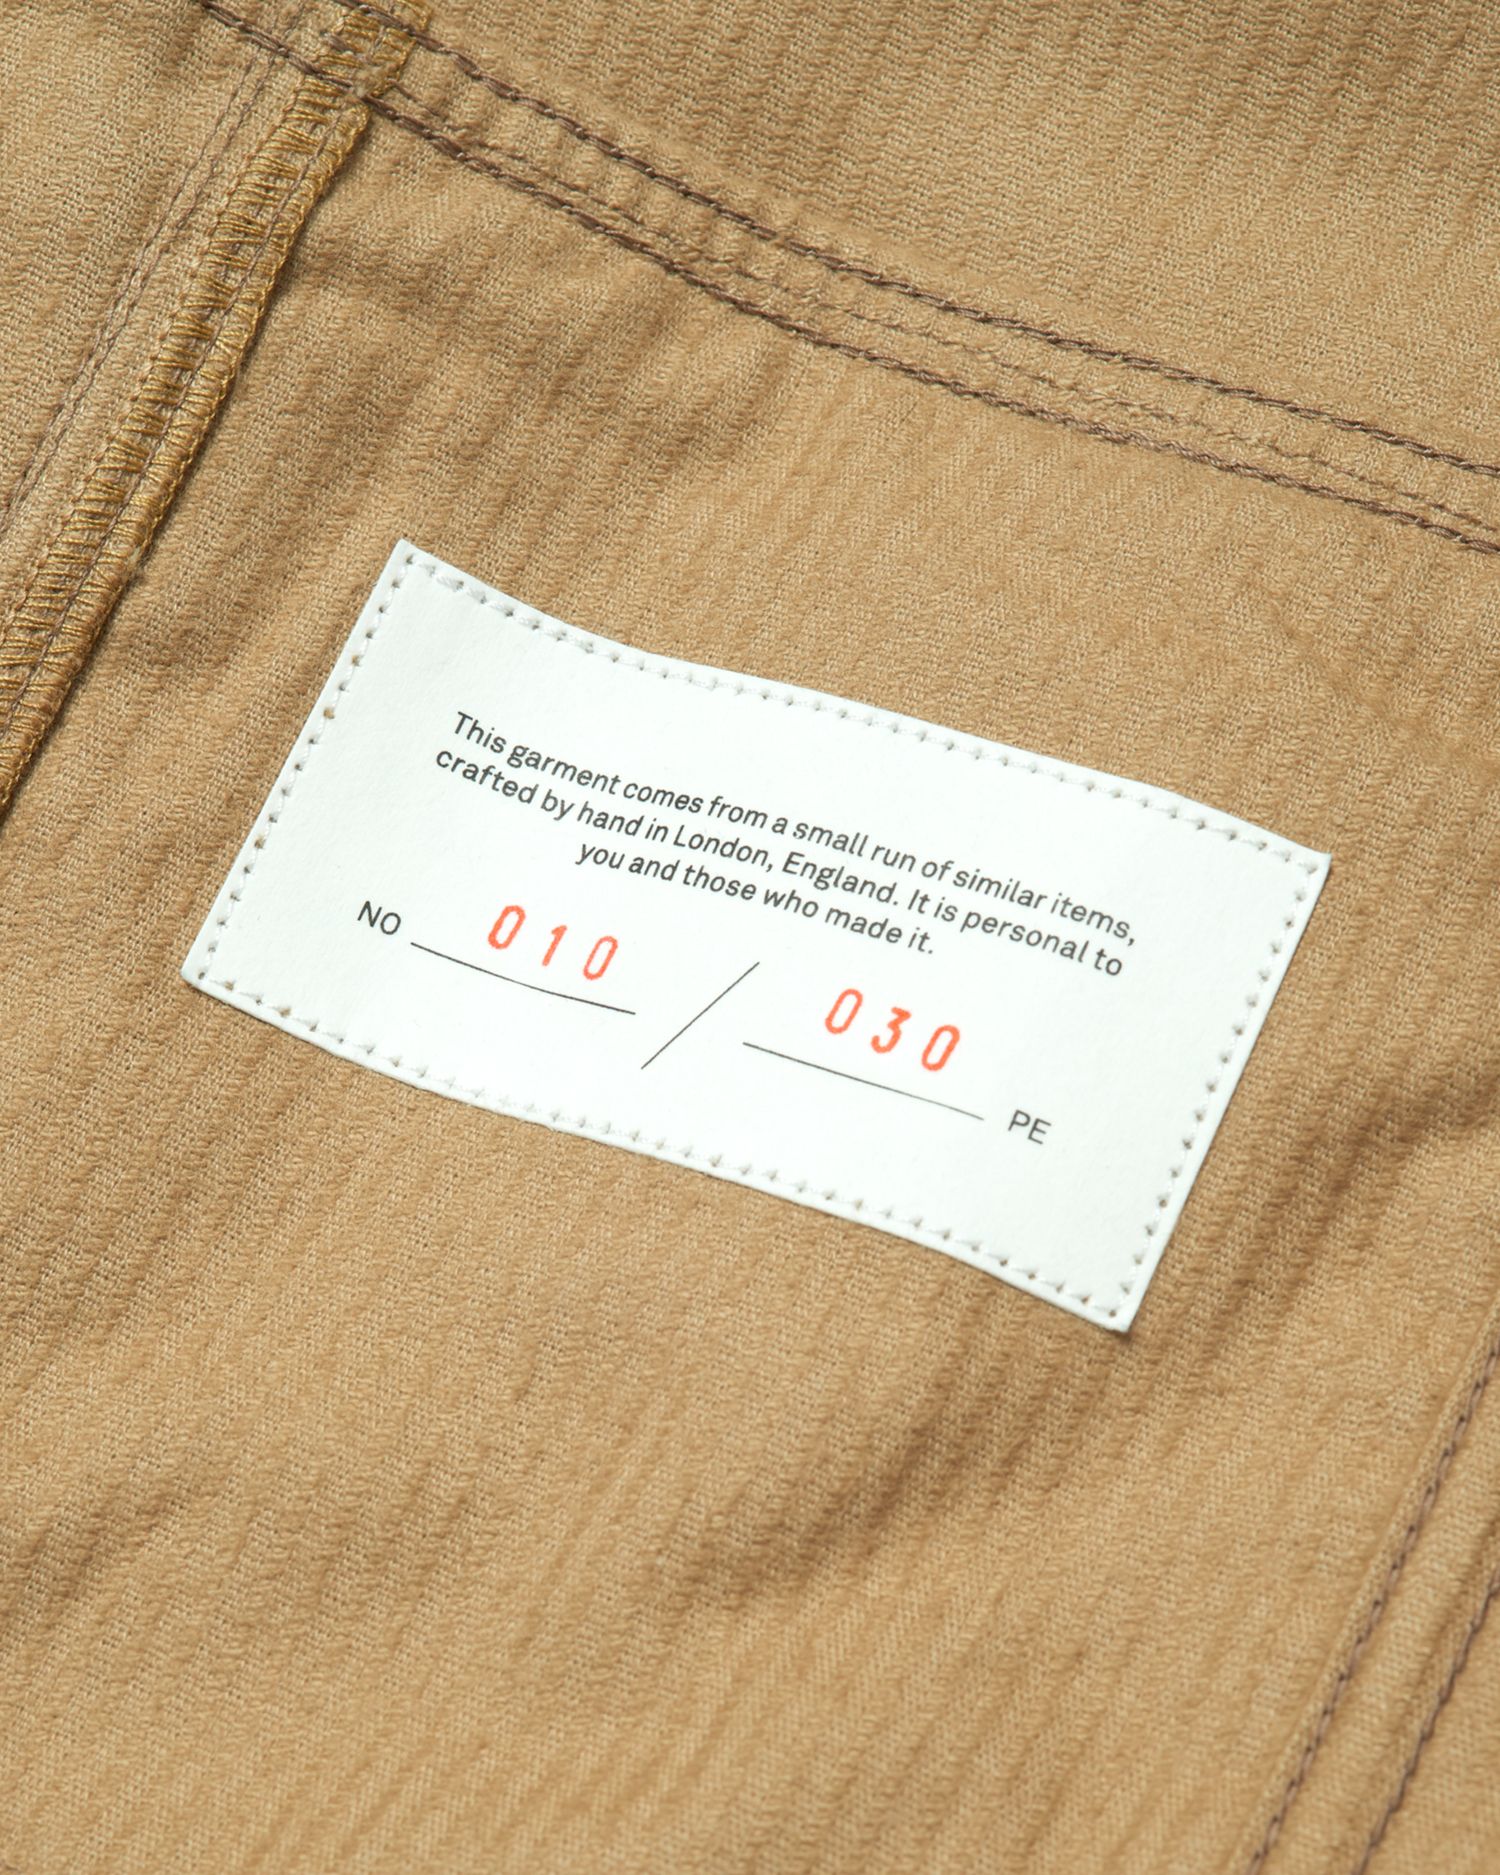 This garment comes from a small run of similar items,
crafted by hand in London, England. It is personal to
you and those who made it.
NO 010 / 030 PE